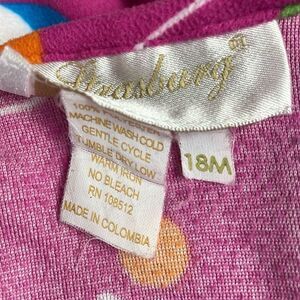 Strasburg
18M
100%
MACHINE WASH COLD
GENTLE CYCLE
TUMBLE DRY LOW
WARM IRON
NO BLEACH
RN 108512
MADE IN COLOMBIA